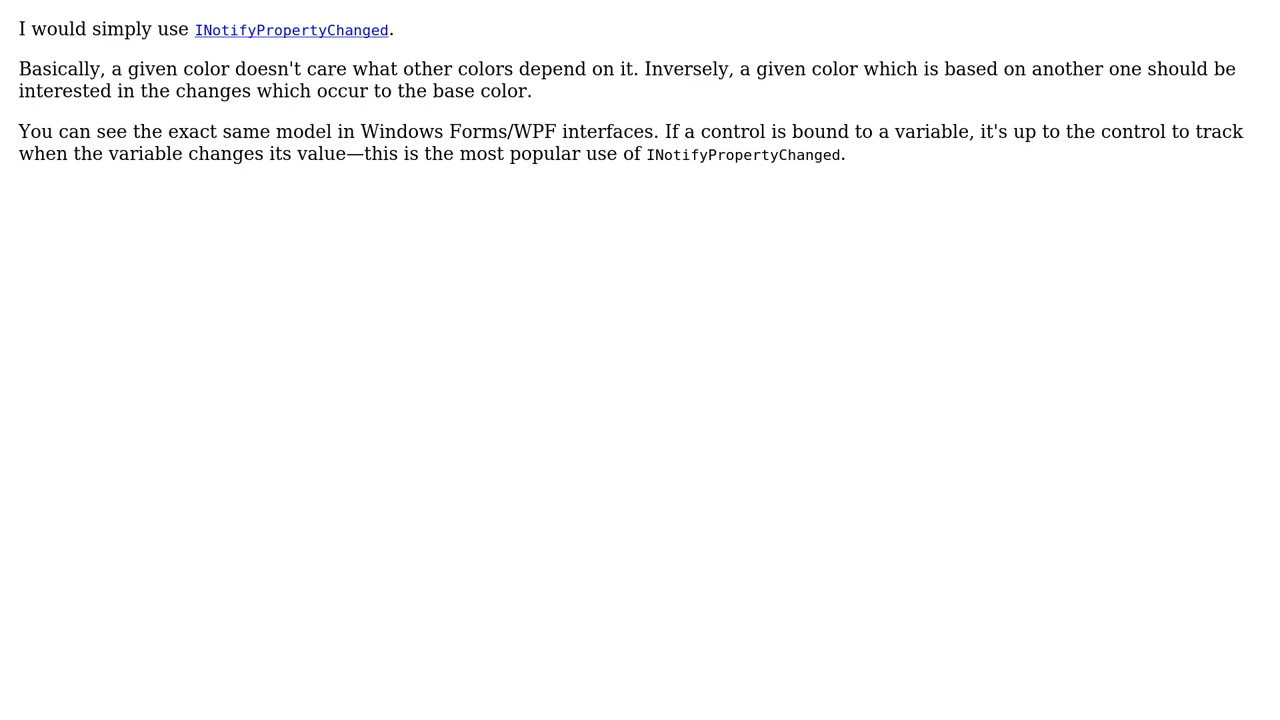 I would simply use INotifyPropertyChanged.
Basically, a given color doesn't care what other colors depend on it. Inversely, a given color which is based on another one should be
interested in the changes which occur to the base color.
You can see the exact same model in Windows Forms/WPF interfaces. If a control is bound to a variable, it's up to the control to track
when the variable changes its value—this is the most popular use of INotifyPropertyChanged.